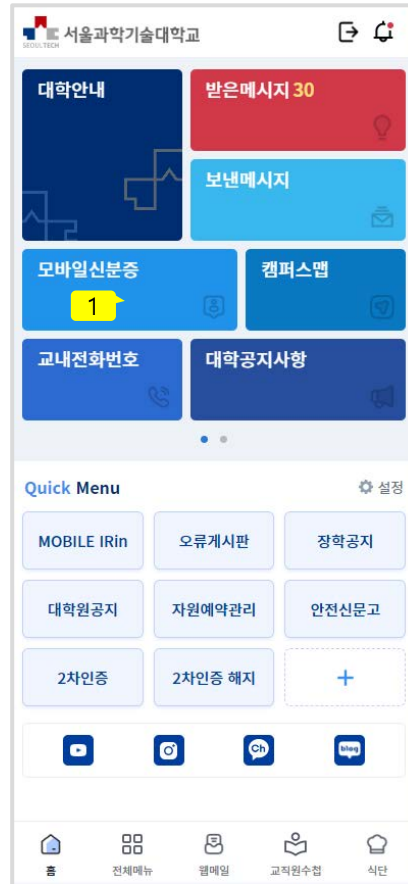 서울과학기술대학교
SEOULTECH
대학안내
받은메시지 30
보낸메시지
모바일신분증
1
캠퍼스맵
교내전화번호
대학공지사항
Quick Menu
설정
MOBILE IRin
오류게시판
장학공지
대학원공지
자원예약관리
안전신문고
2차인증
2차인증 해지
+
Ch
blog
홈
전체메뉴
웹메일
교직원수첩
식단